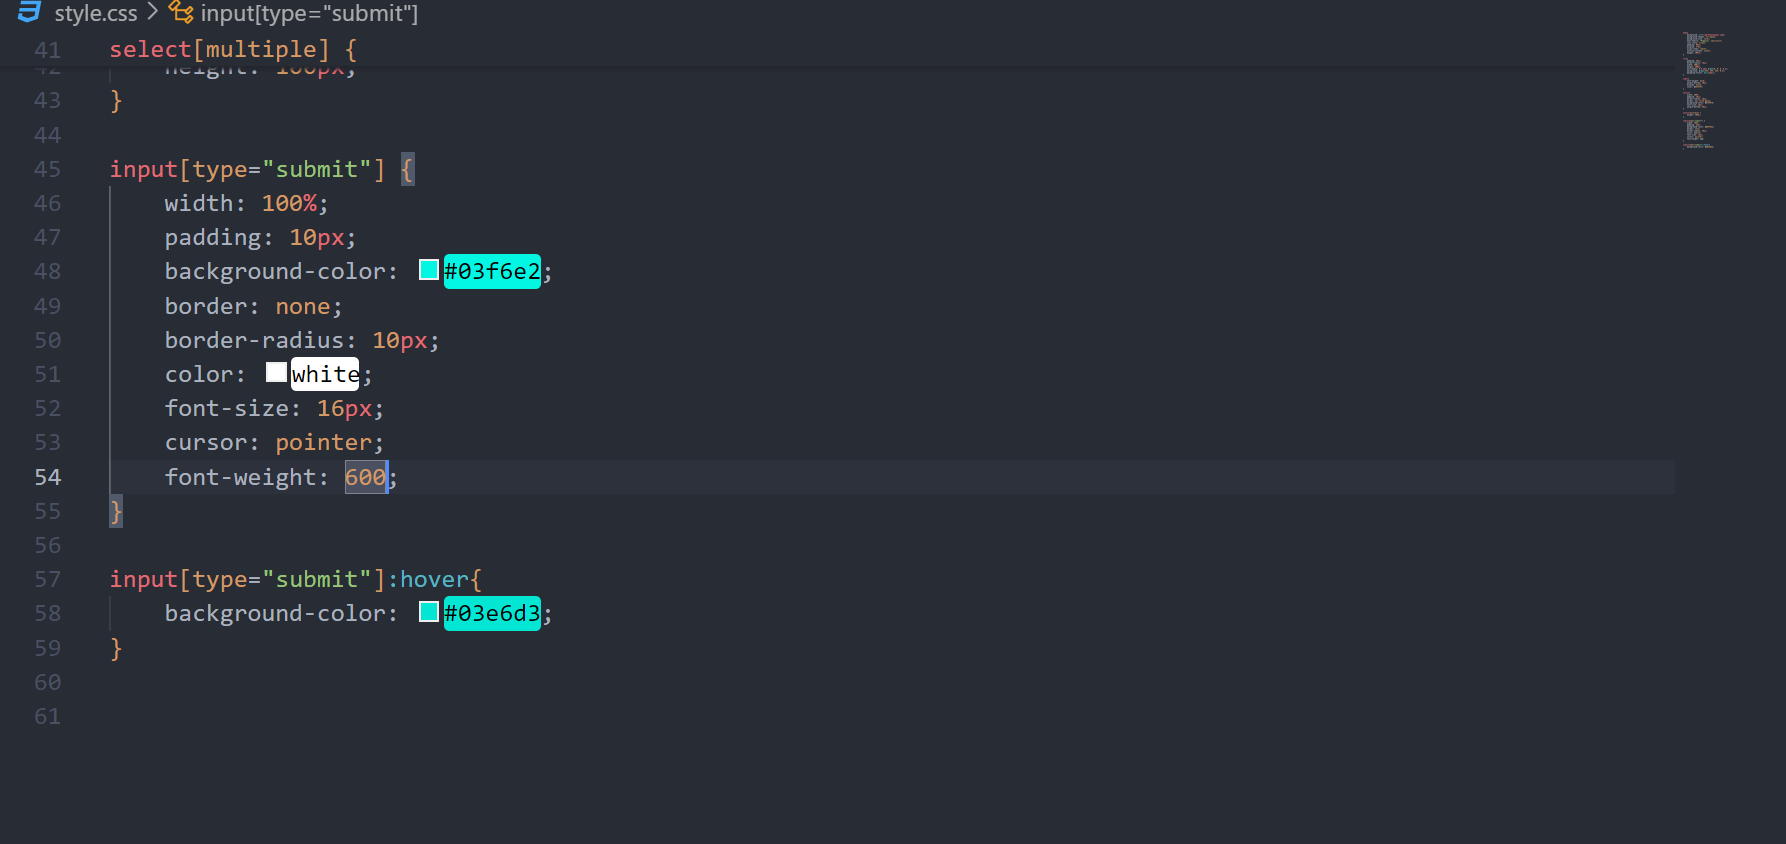 style.css > input[type="submit"]
41 select[multiple] {
42 height: 100px;
43 }
44
45 input[type="submit"] {
46 width: 100%;
47 padding: 10px;
48 background-color: #03f6e2;
49 border: none;
50 border-radius: 10px;
51 color: white;
52 font-size: 16px;
53 cursor: pointer;
54 font-weight: 600;
55 }
56
57 input[type="submit"]:hover{
58 background-color: #03e6d3;
59 }
60
61